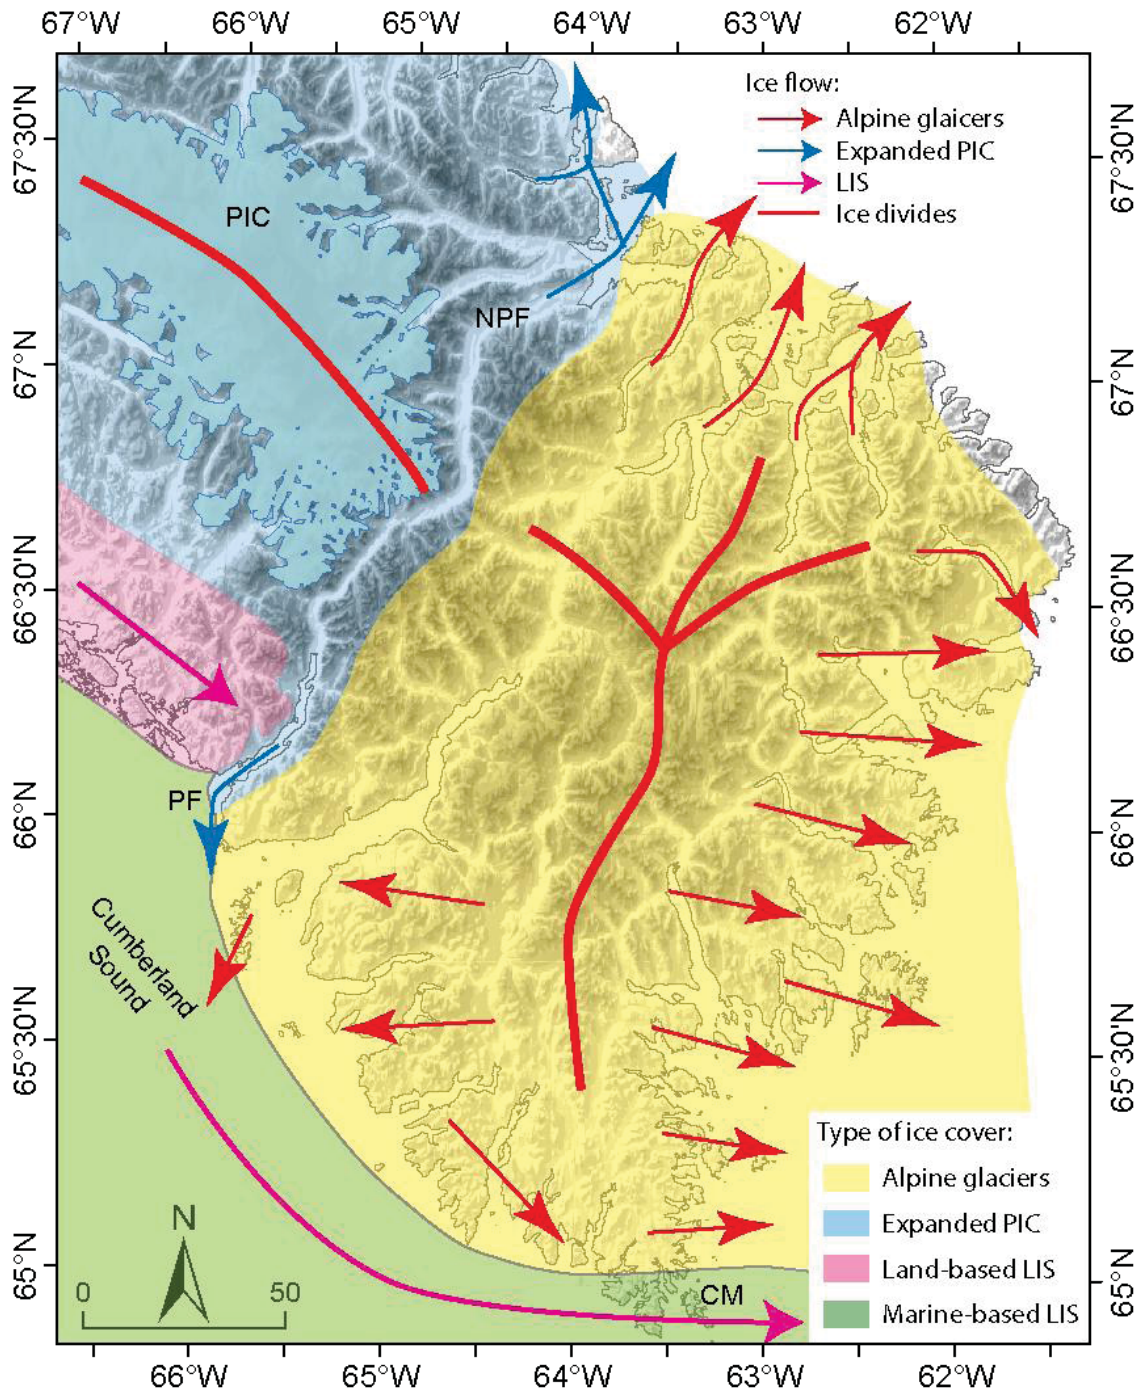 67°W 66°W 65°W 64°W 63°W 62°W
Ice flow:
Alpine glaicers
Expanded PIC
LIS
Ice divides
67°30'N
67°30'N
PIC
NPF
67°N
67°N
66°30'N
66°30'N
PF
66°N
66°N
Cumberland
Sound
65°30'N
65°30'N
Type of ice cover:
Alpine glaciers
Expanded PIC
Land-based LIS
Marine-based LIS
N
0 50
CM
65°N
65°N
66°W 65°W 64°W 63°W 62°W